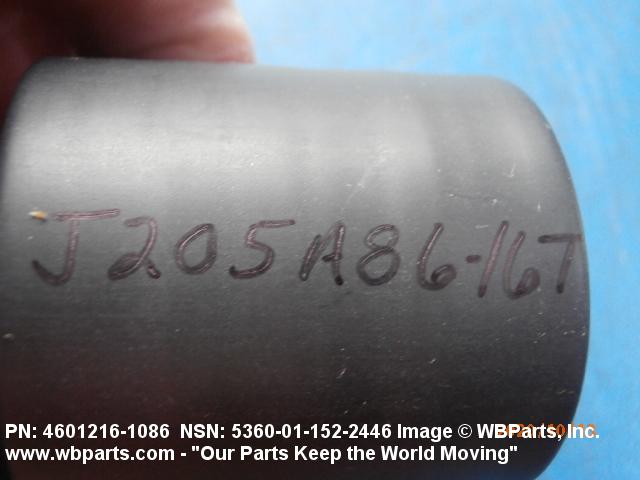 J205A86-16T
PN: 4601216-1086 NSN: 5360-01-152-2446 Image © WBParts, Inc.
www.wbparts.com - "Our Parts Keep the World Moving"